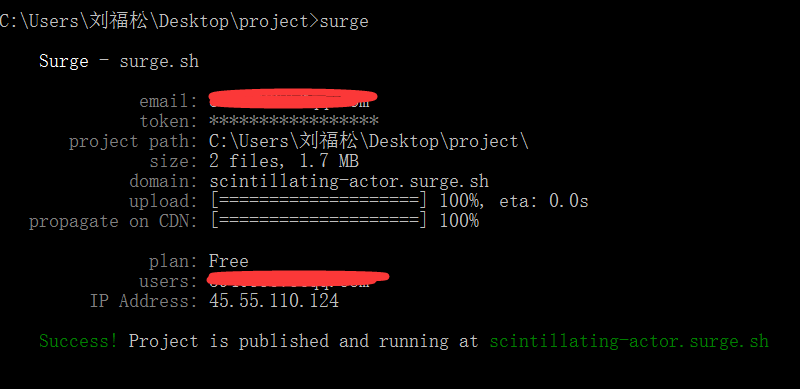 C:\Users\刘福松\Desktop\project>surge
Surge - surge.sh
email:
token: *****************
project path: C:\Users\刘福松\Desktop\project\
size: 2 files, 1.7 MB
domain: scintillating-actor.surge.sh
upload: [====================] 100%, eta: 0.0s
propagate on CDN: [====================] 100%
plan: Free
users:
IP Address: 45.55.110.124
Success! Project is published and running at scintillating-actor.surge.sh